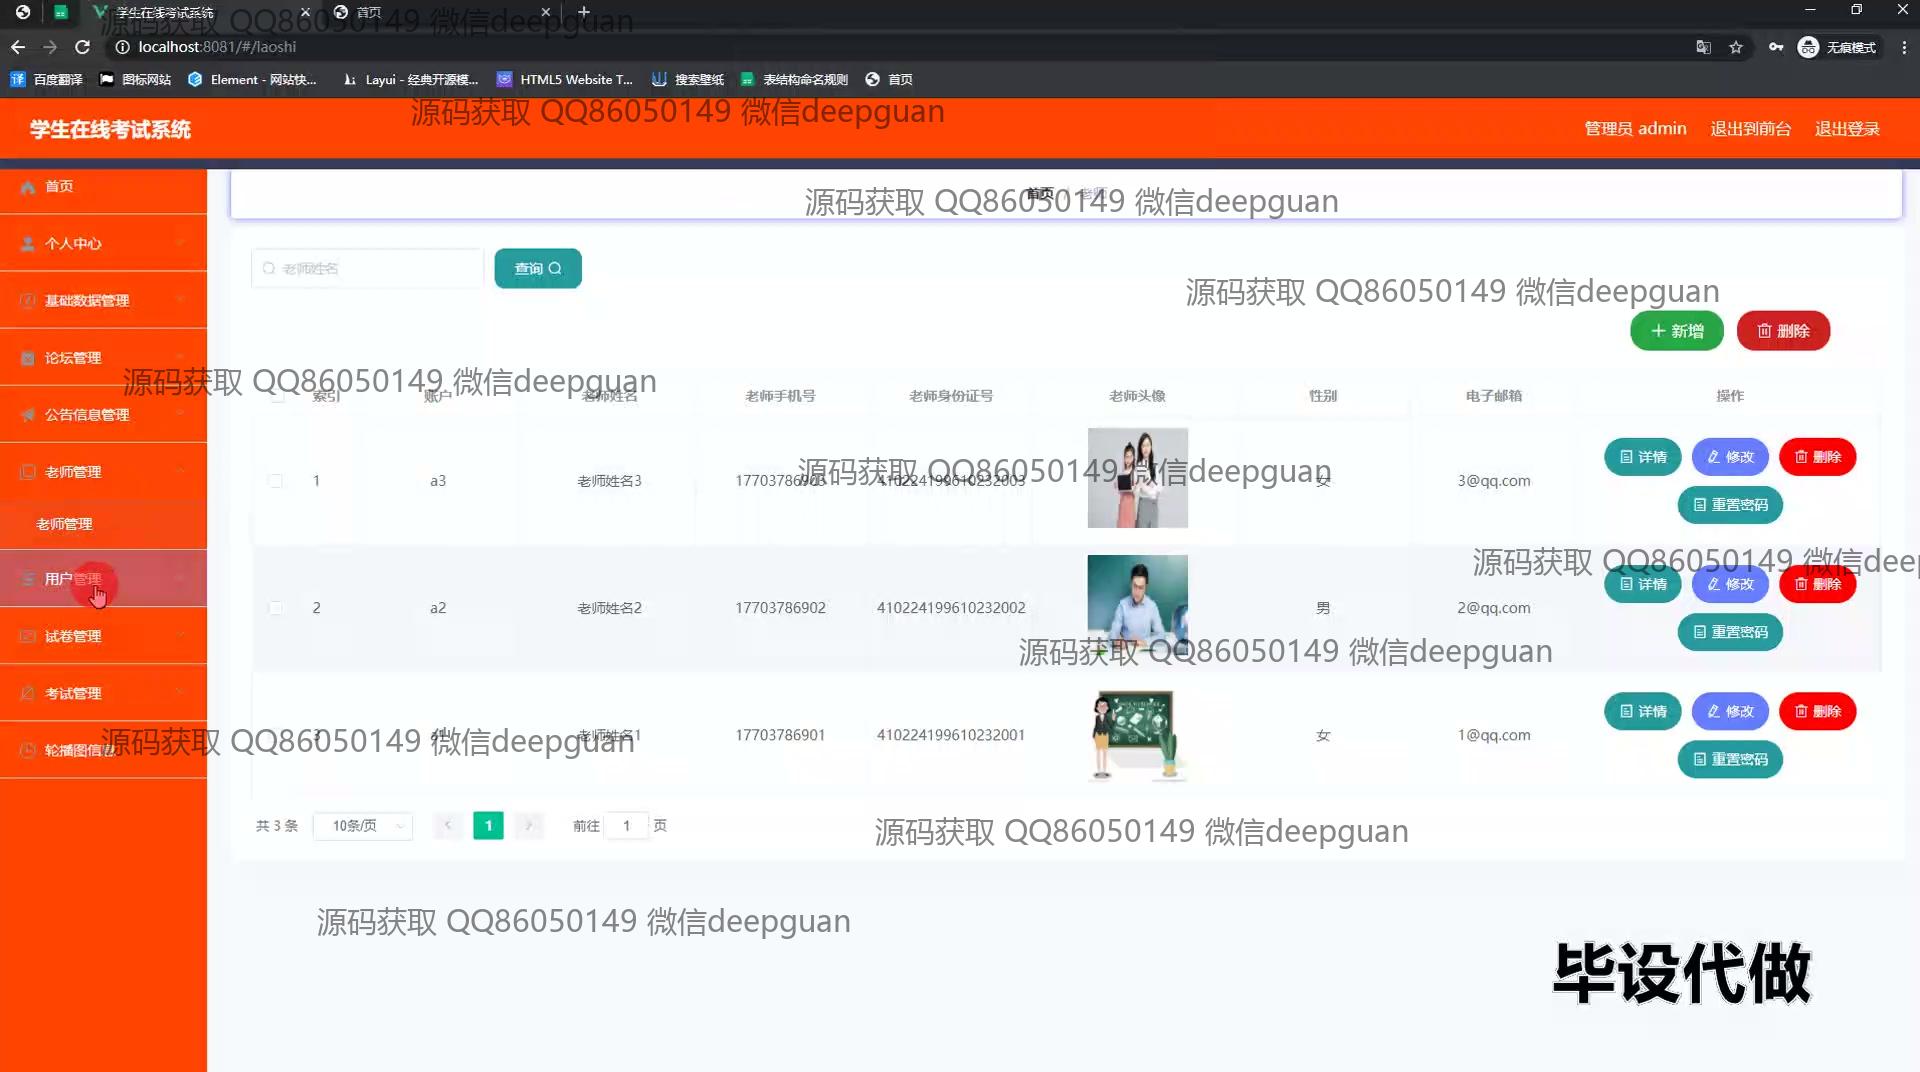 学生在线考试系统
首页
源码获取 QQ86050149 微信deepguan
localhost:8081/#/laoshi
无痕模式
百度翻译
图标网站
Element - 网站快...
Layui - 经典开源模...
HTML5 Website T...
搜索壁纸
表结构命名规则
首页
源码获取 QQ86050149 微信deepguan
学生在线考试系统
管理员 admin
退出到前台
退出登录
首页
首页 / 老师
源码获取 QQ86050149 微信deepguan
个人中心
老师姓名
查询
基础数据管理
源码获取 QQ86050149 微信deepguan
新增
删除
论坛管理
源码获取 QQ86050149 微信deepguan
索引 账户 老师姓名 老师手机号 老师身份证号 老师头像 性别 电子邮箱 操作
公告信息管理
老师管理
1 a3 老师姓名3 17703786903 410224199610232003 女 3@qq.com
详情 修改 删除
重置密码
源码获取 QQ86050149 微信deepguan
老师管理
用户管理
源码获取 QQ86050149 微信deep
2 a2 老师姓名2 17703786902 410224199610232002 男 2@qq.com
详情 修改 删除
重置密码
试卷管理
源码获取 QQ86050149 微信deepguan
考试管理
3 a1 老师姓名1 17703786901 410224199610232001 女 1@qq.com
详情 修改 删除
重置密码
源码获取 QQ86050149 微信deepguan
轮播图信息
共 3 条 10条/页 1 前往 1 页
源码获取 QQ86050149 微信deepguan
源码获取 QQ86050149 微信deepguan
毕设代做